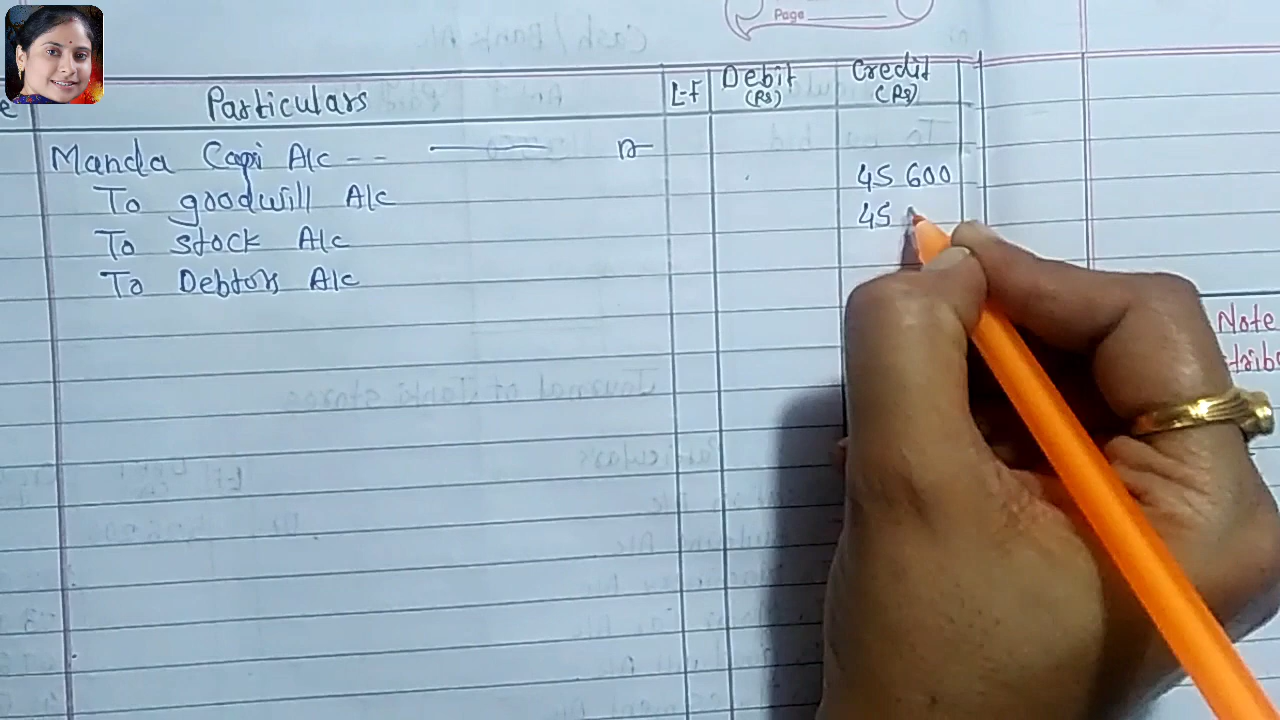 Page
Particulars L-F Debit (Rs) Credit (Rs)
Manda Capi A/c -- Dr
To goodwill A/c 45 600
To stock A/c 45
To Debtors A/c
Note